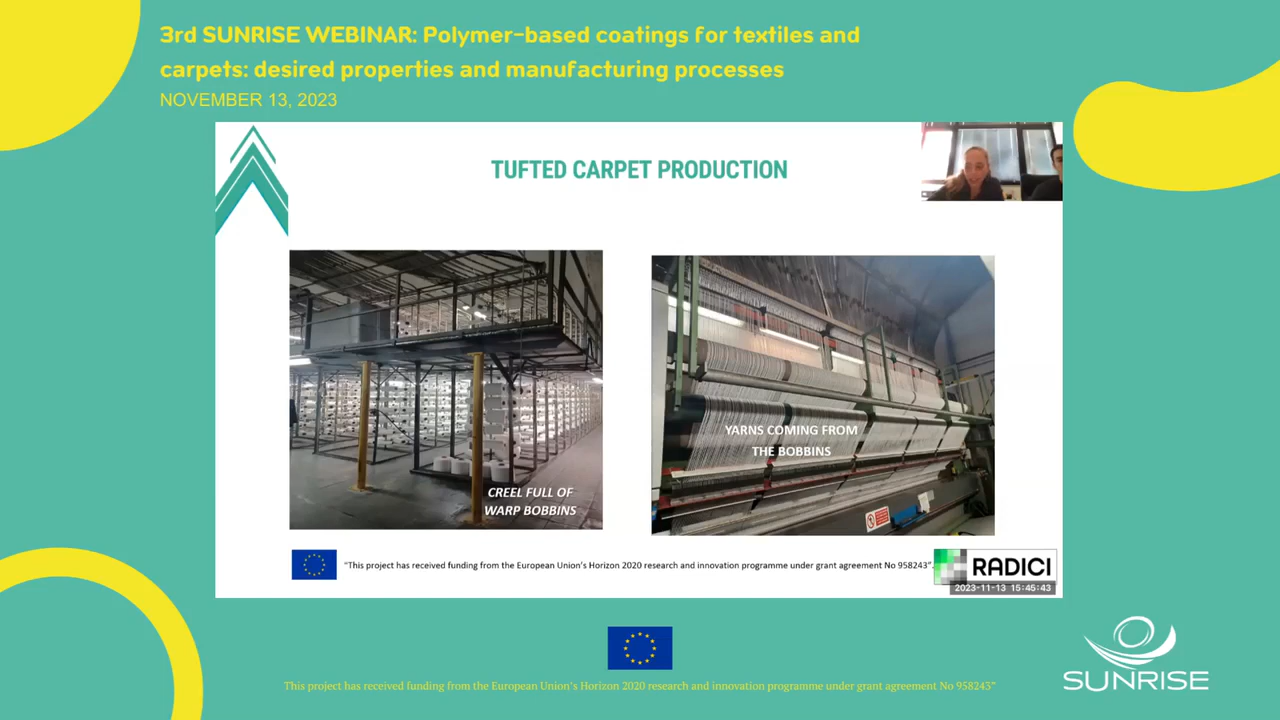 3rd SUNRISE WEBINAR: Polymer-based coatings for textiles and
carpets: desired properties and manufacturing processes
NOVEMBER 13, 2023
TUFTED CARPET PRODUCTION
YARNS COMING FROM
THE BOBBINS
CREEL FULL OF
WARP BOBBINS
"This project has received funding from the European Union's Horizon 2020 research and innovation programme under grant agreement No 958243".
RADICI
2023-11-13 15:45:43
This project has received funding from the European Union's Horizon 2020 research and innovation programme under grant agreement No 958243"
SUNRISE